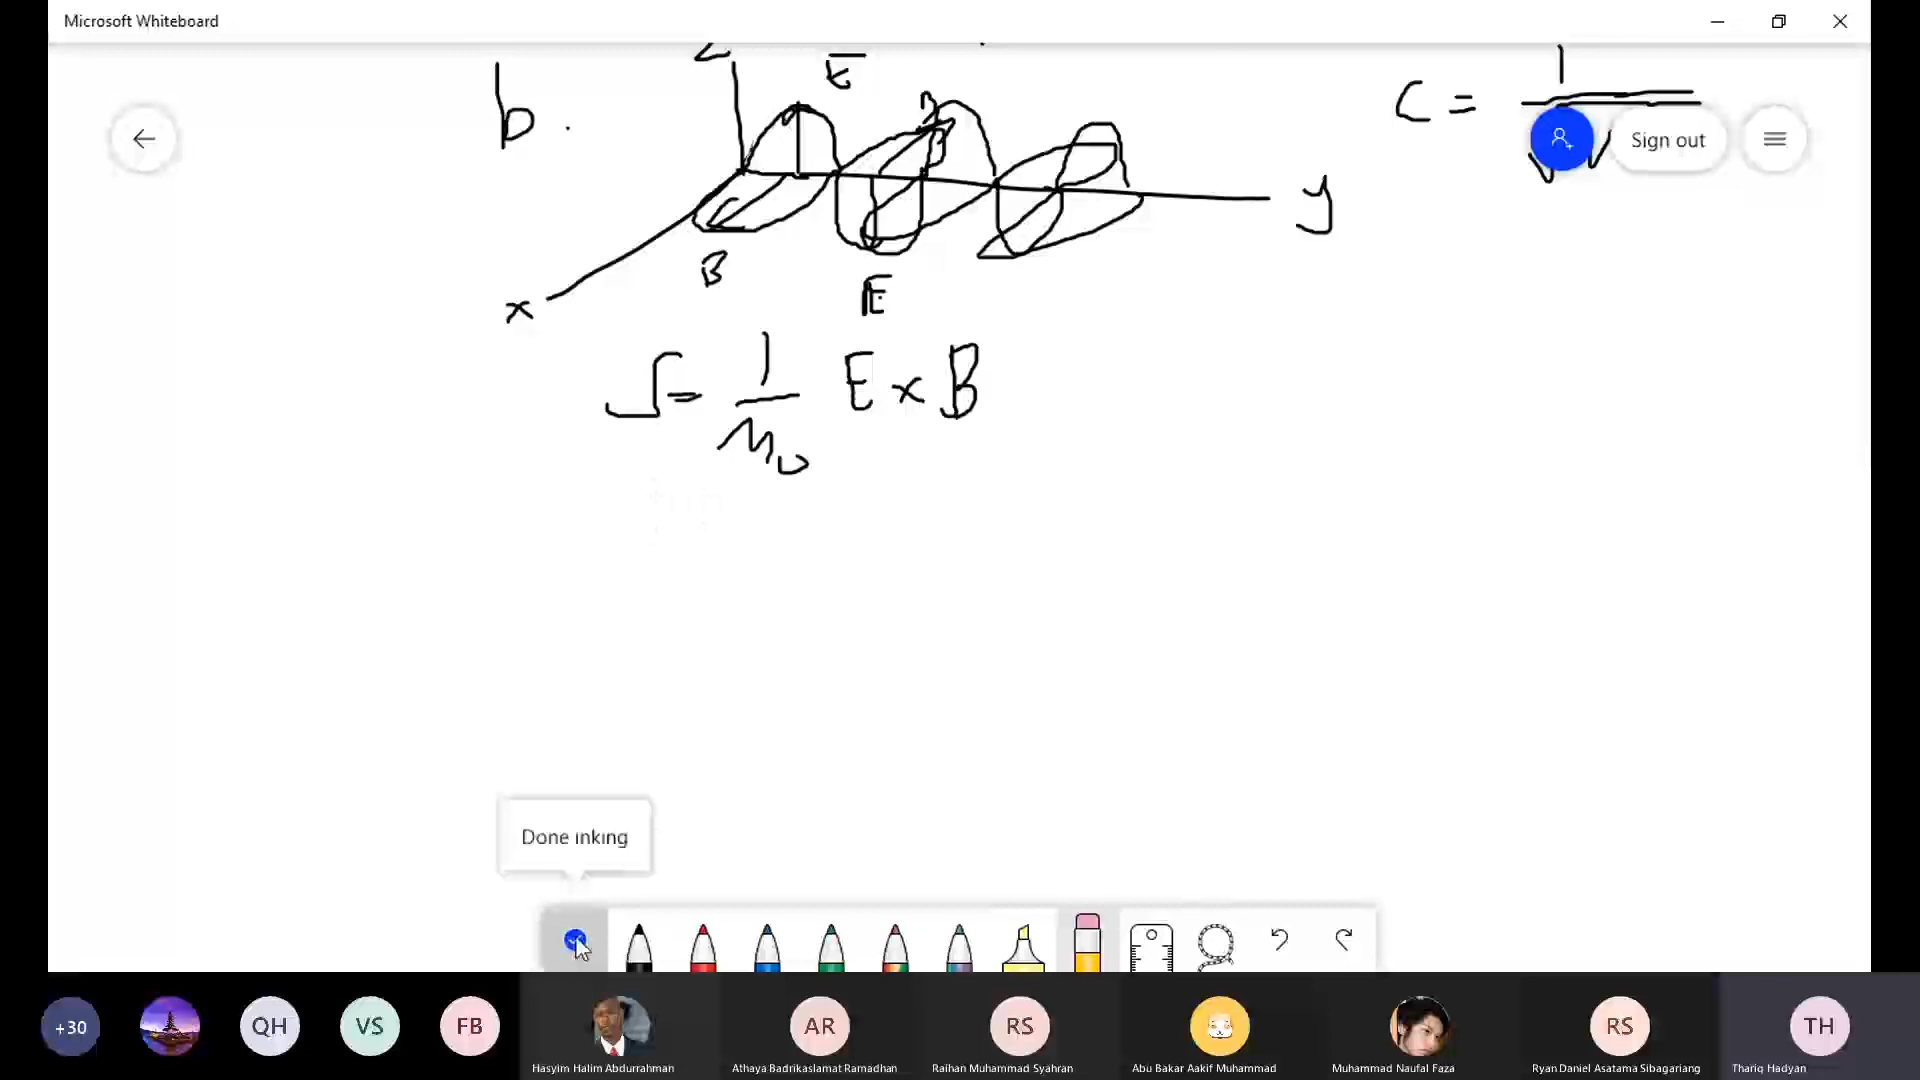 Microsoft Whiteboard
Z
E
b.
B
C = 1
Sign out
y
B
E
x
S = 1 E x B
μ0
Done inking
+30
QH
VS
FB
AR
RS
RS
TH
Hasyim Halim Abdurrahman
Athaya Badrikaslamat Ramadhan
Raihan Muhammad Syahran
Abu Bakar Aakif Muhammad
Muhammad Naufal Faza
Ryan Daniel Asatama Sibagariang
Thariq Hadyan